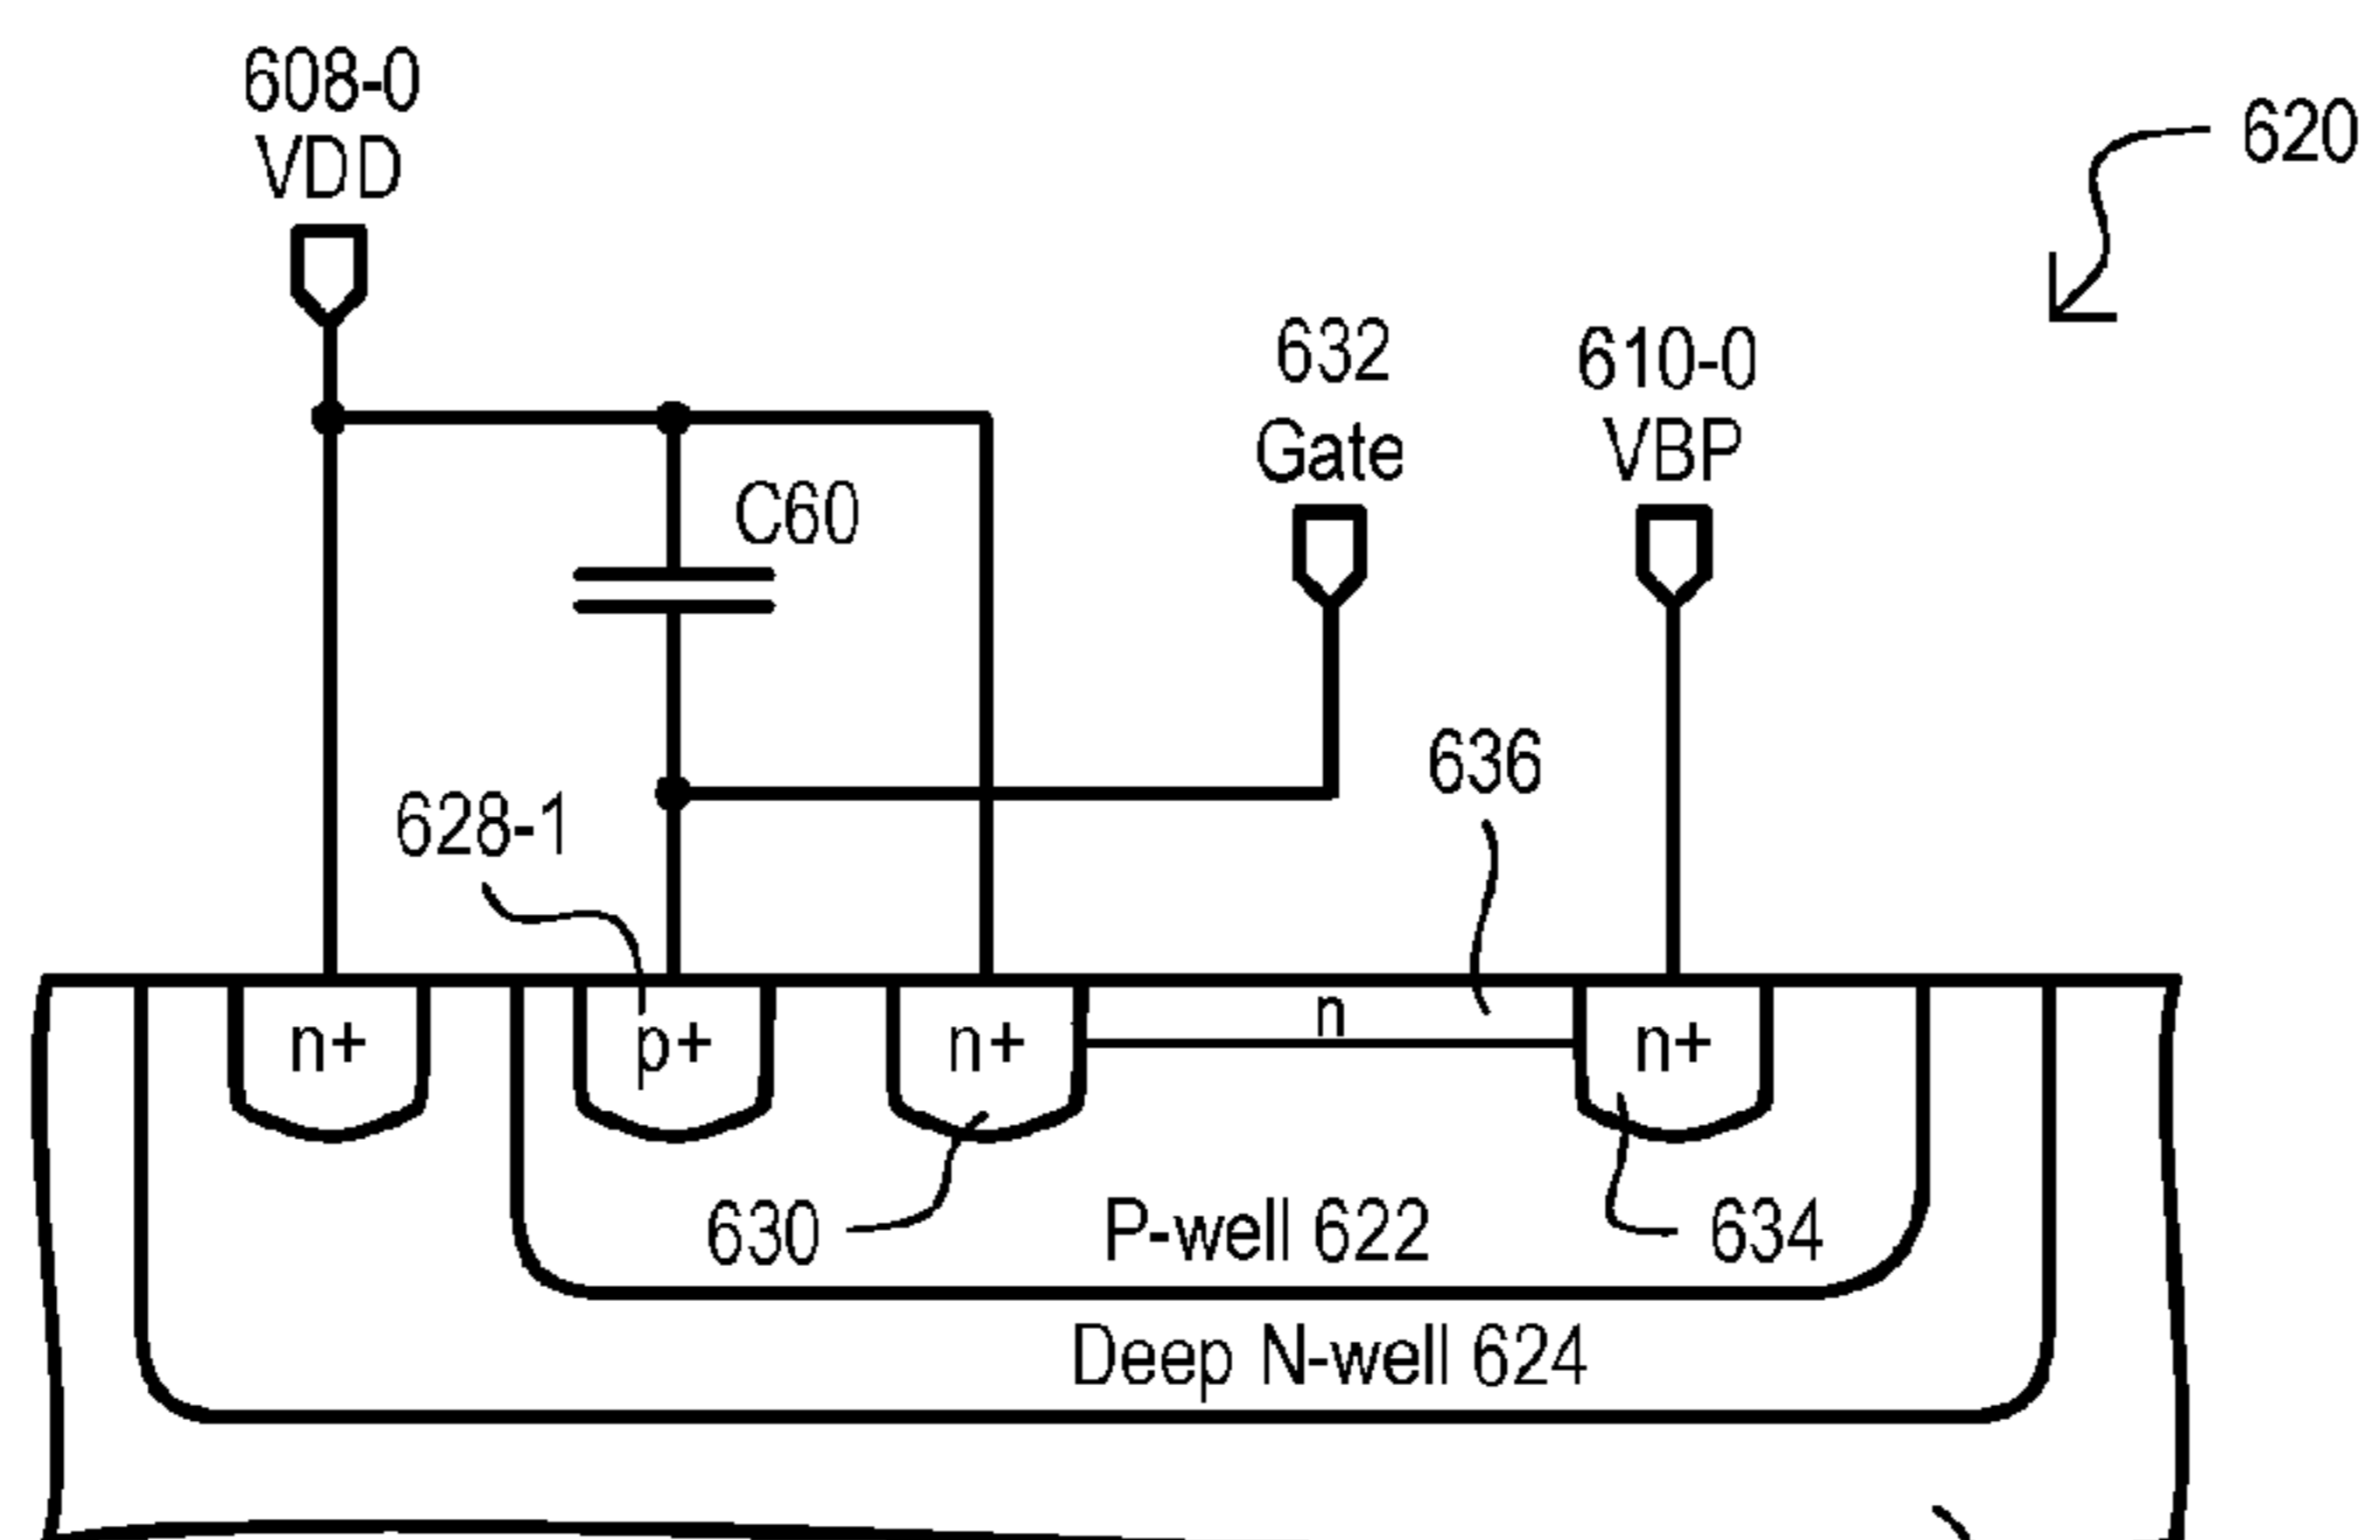 608-0
VDD
620
632
Gate
610-0
VBP
C60
636
628-1
n+
p+
n+
n
n+
630
P-well 622
634
Deep N-well 624